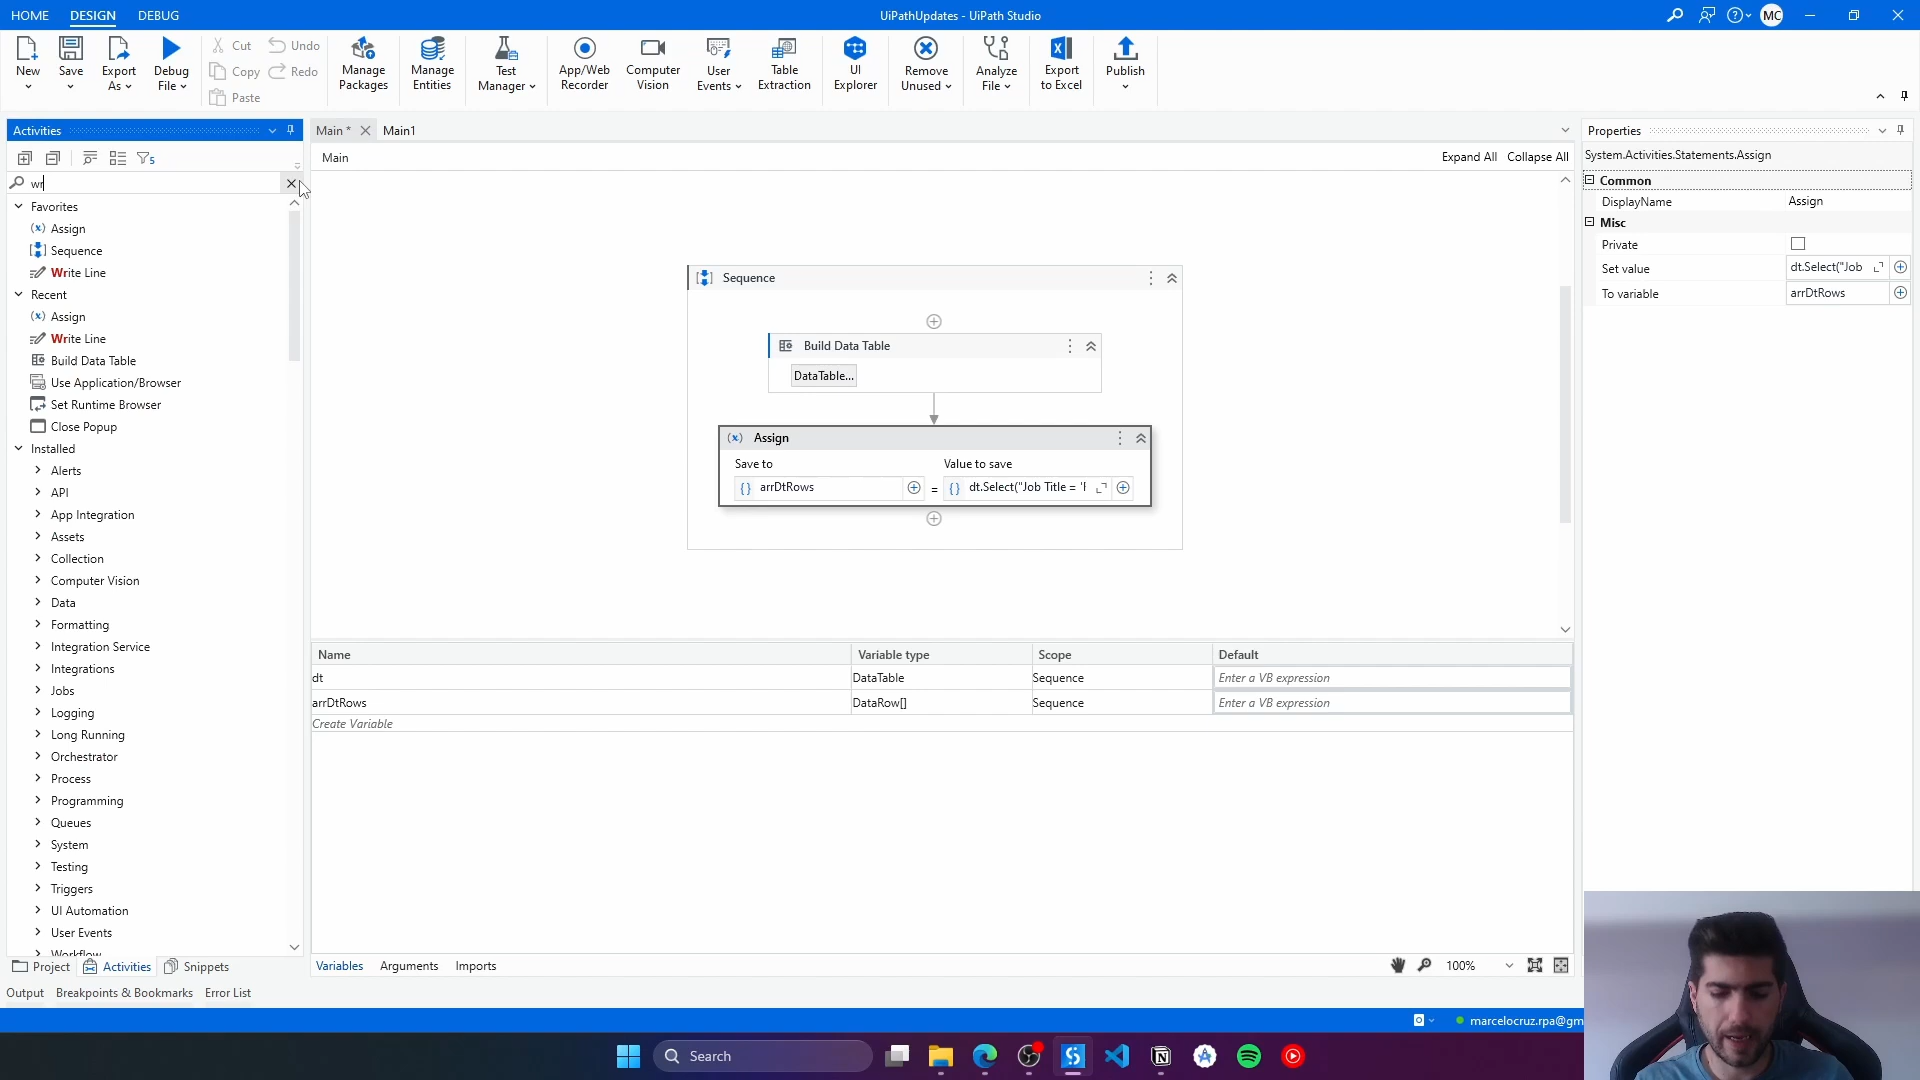 HOME DESIGN DEBUG UiPathUpdates - UiPath Studio MC
New Save Export As Debug File
Cut Undo
Copy Redo
Paste
Manage Packages Manage Entities Test Manager App/Web Recorder Computer Vision User Events Table Extraction UI Explorer Remove Unused Analyze File Export to Excel Publish
Activities
5
wr
Favorites
Assign
Sequence
Write Line
Recent
Assign
Write Line
Build Data Table
Use Application/Browser
Set Runtime Browser
Close Popup
Installed
Alerts
API
App Integration
Assets
Collection
Computer Vision
Data
Formatting
Integration Service
Integrations
Jobs
Logging
Long Running
Orchestrator
Process
Programming
Queues
System
Testing
Triggers
UI Automation
User Events
Workflow
Project Activities Snippets
Main * Main1
Main Expand All Collapse All
Sequence
Build Data Table
DataTable...
Assign
Save to Value to save
arrDtRows = dt.Select("Job Title = '
Name Variable type Scope Default
dt DataTable Sequence Enter a VB expression
arrDtRows DataRow[] Sequence Enter a VB expression
Create Variable
Variables Arguments Imports 100%
Properties
System.Activities.Statements.Assign
Common
DisplayName Assign
Misc
Private
Set value dt.Select("Job
To variable arrDtRows
Output Breakpoints & Bookmarks Error List
marcelocruz.rpa@gm
Search